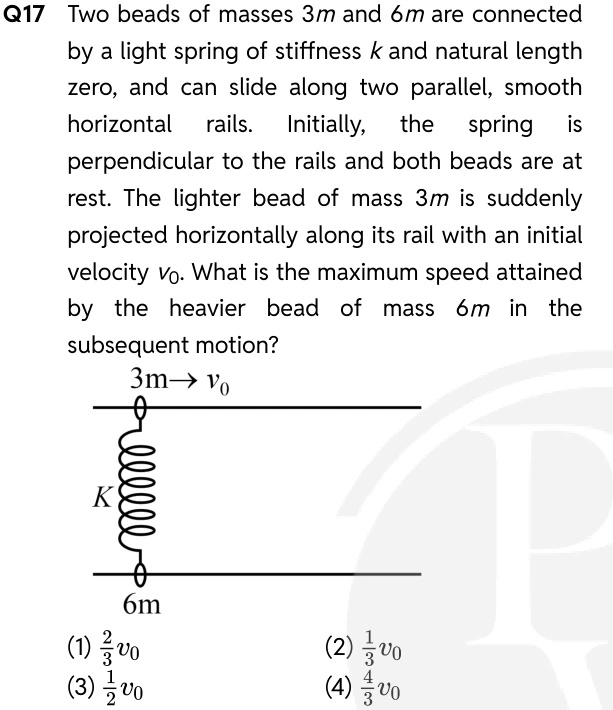 Q17 Two beads of masses 3m and 6m are connected
by a light spring of stiffness k and natural length
zero, and can slide along two parallel, smooth
horizontal rails. Initially, the spring is
perpendicular to the rails and both beads are at
rest. The lighter bead of mass 3m is suddenly
projected horizontally along its rail with an initial
velocity v₀. What is the maximum speed attained
by the heavier bead of mass 6m in the
subsequent motion?
3m→ v₀
K
6m
(1) 2/3 v₀ (2) 1/3 v₀
(3) 1/2 v₀ (4) 4/3 v₀